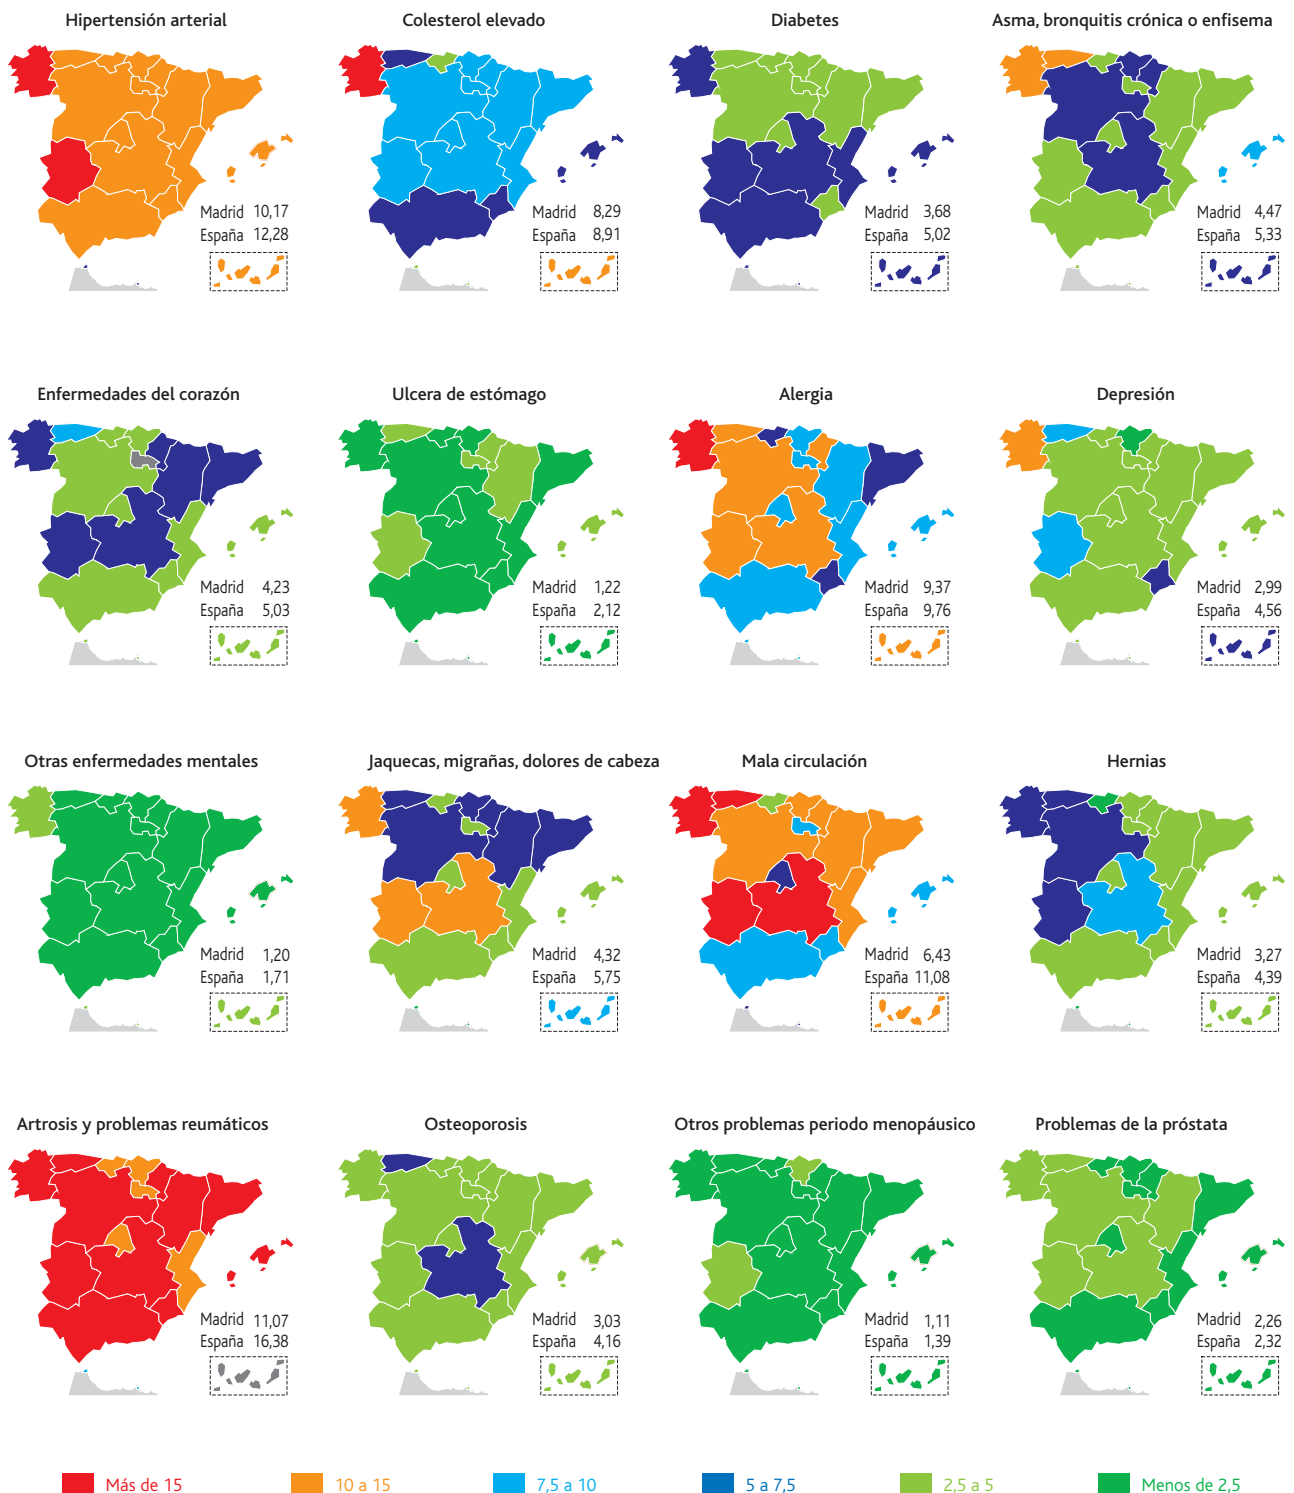 Hipertensión arterial
Colesterol elevado
Diabetes
Asma, bronquitis crónica o enfisema
Madrid 10,17
España 12,28
Madrid 8,29
España 8,91
Madrid 3,68
España 5,02
Madrid 4,47
España 5,33
Enfermedades del corazón
Ulcera de estómago
Alergia
Depresión
Madrid 4,23
España 5,03
Madrid 1,22
España 2,12
Madrid 9,37
España 9,76
Madrid 2,99
España 4,56
Otras enfermedades mentales
Jaquecas, migrañas, dolores de cabeza
Mala circulación
Hernias
Madrid 1,20
España 1,71
Madrid 4,32
España 5,75
Madrid 6,43
España 11,08
Madrid 3,27
España 4,39
Artrosis y problemas reumáticos
Osteoporosis
Otros problemas periodo menopáusico
Problemas de la próstata
Madrid 11,07
España 16,38
Madrid 3,03
España 4,16
Madrid 1,11
España 1,39
Madrid 2,26
España 2,32
Más de 15
10 a 15
7,5 a 10
5 a 7,5
2,5 a 5
Menos de 2,5